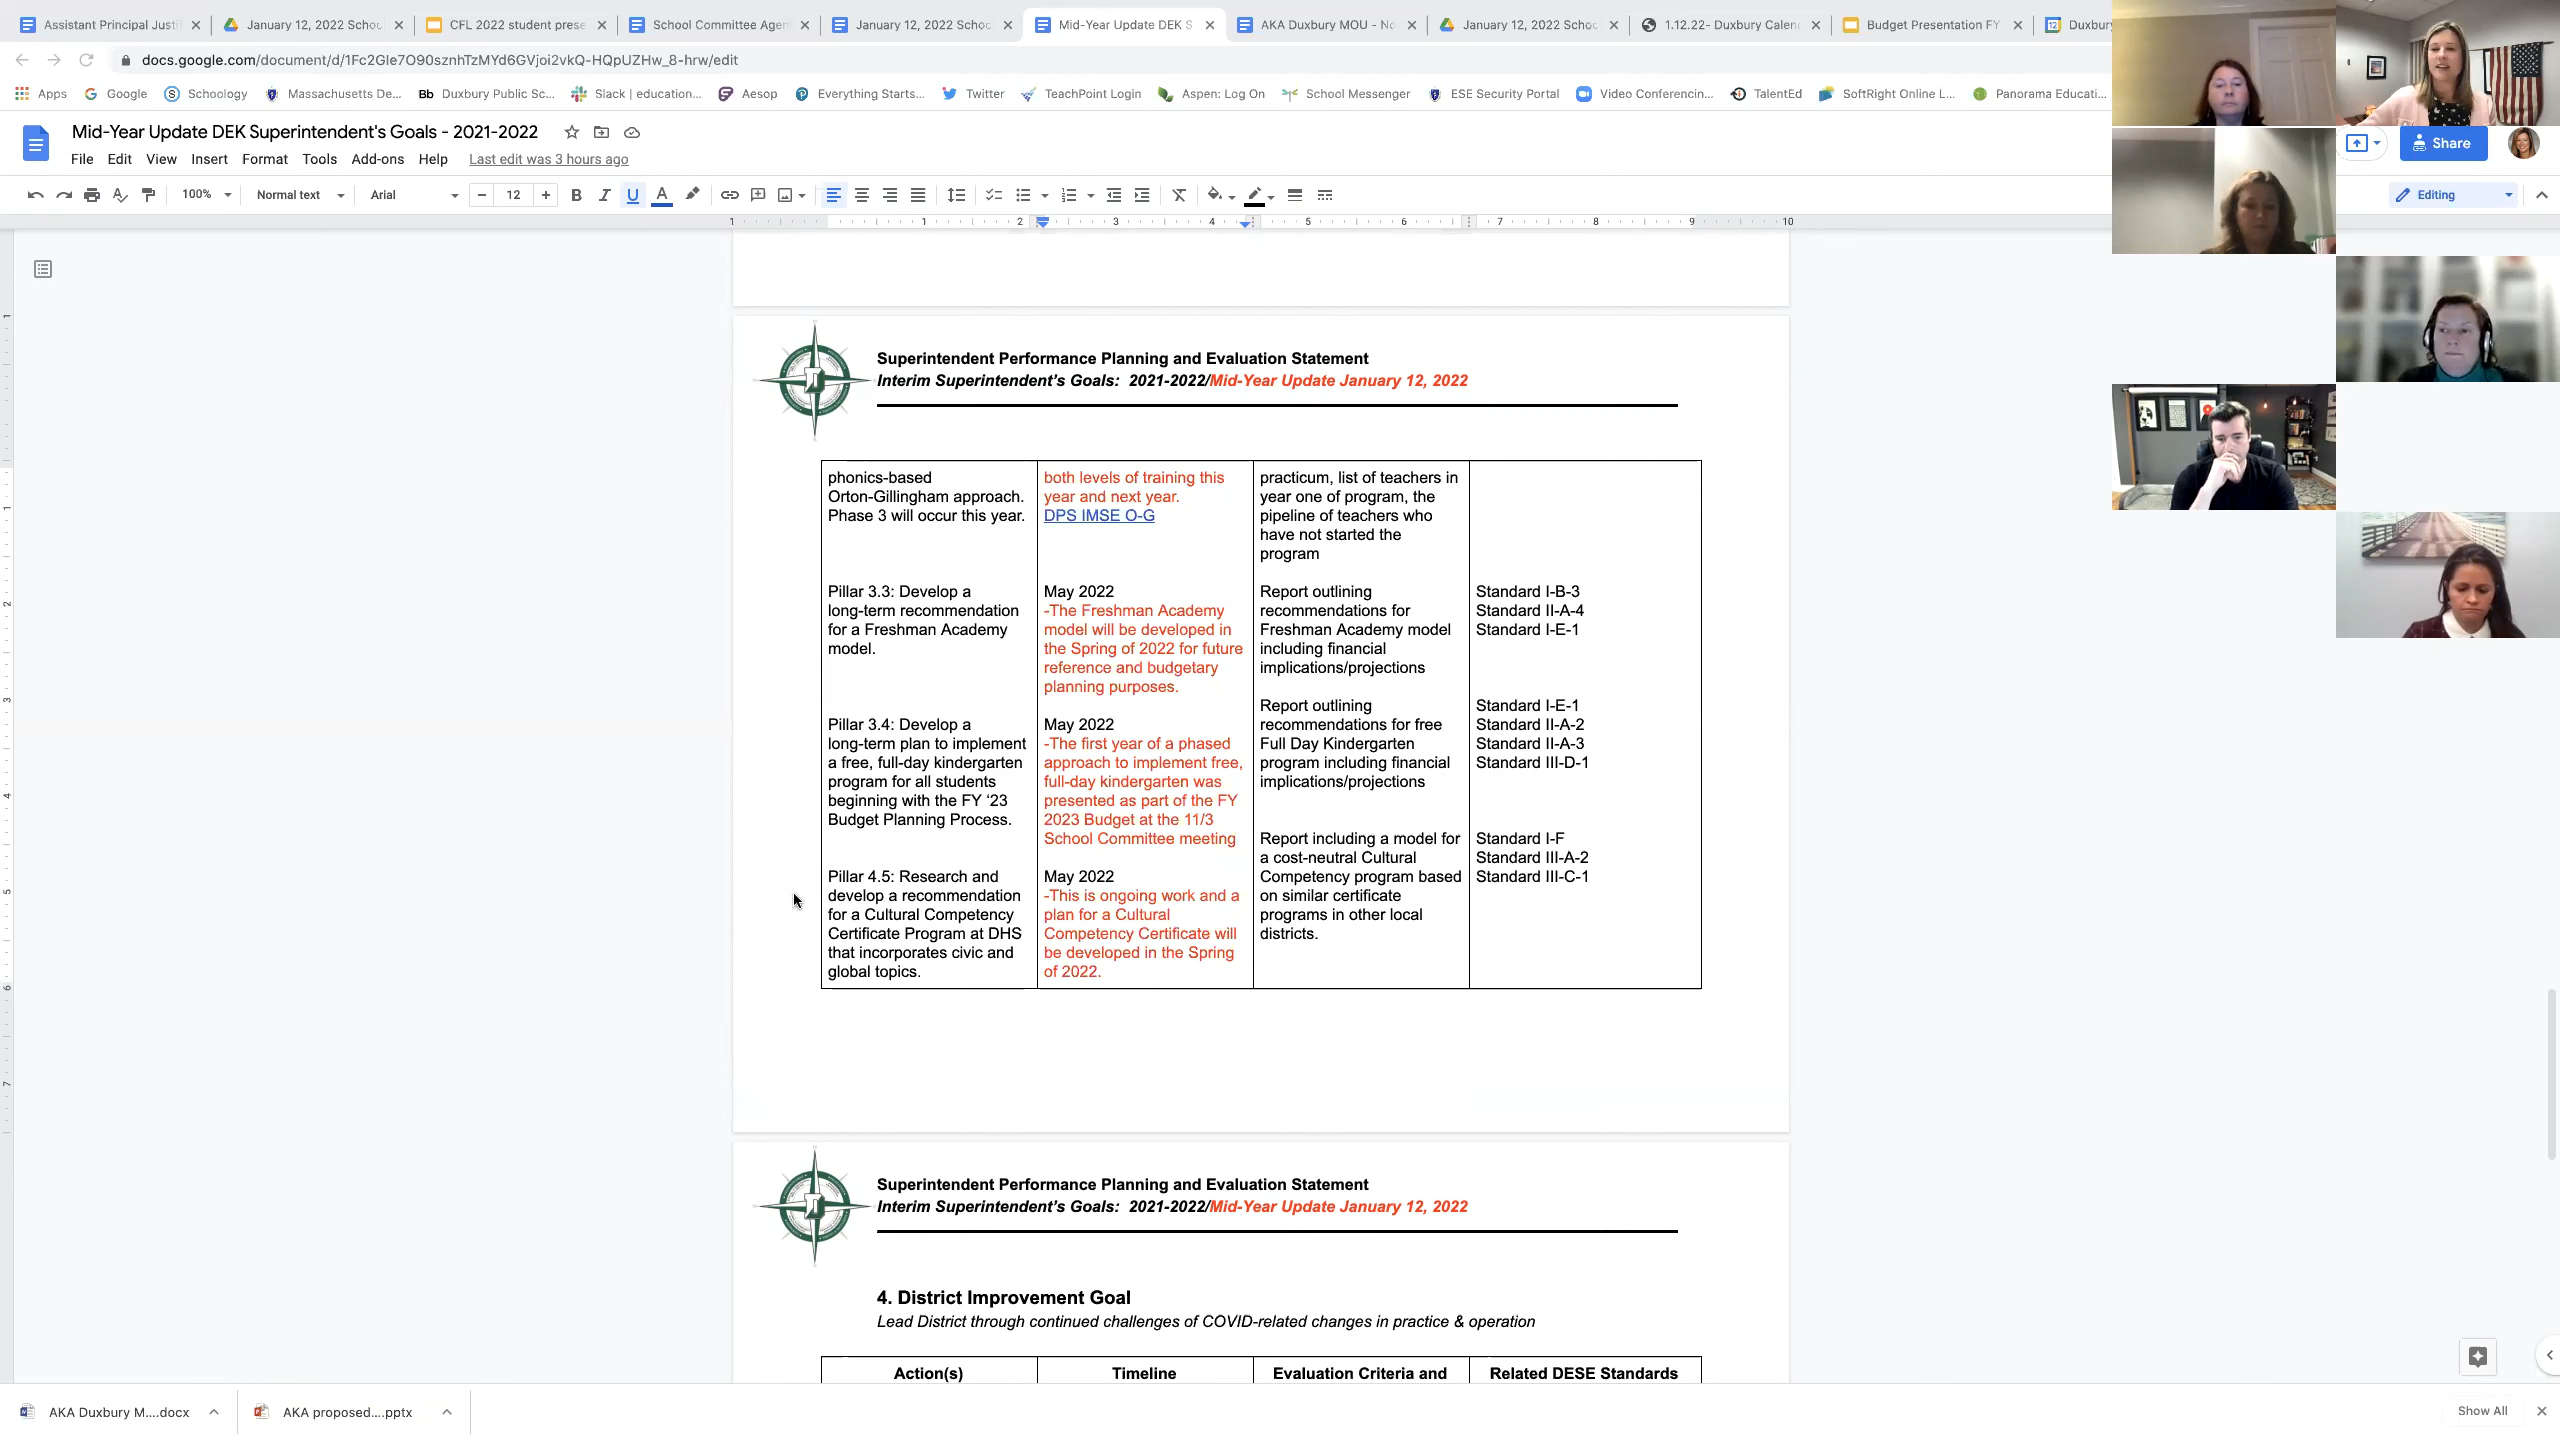 Assistant Principal Justi
January 12, 2022 Schoo
CFL 2022 student prese
School Committee Agen
January 12, 2022 Schoo
Mid-Year Update DEK S
AKA Duxbury MOU - No
January 12, 2022 Schoo
1.12.22- Duxbury Calen
Budget Presentation FY
Duxbury
docs.google.com/document/d/1Fc2Gle7O90sznhTzMYd6GVjoi2vkQ-HQpUZHw_8-hrw/edit
Apps
Google
Schoology
Massachusetts De...
Bb Duxbury Public Sc...
Slack | education...
Aesop
Everything Starts...
Twitter
TeachPoint Login
Aspen: Log On
School Messenger
ESE Security Portal
Video Conferencin...
TalentEd
SoftRight Online L...
Panorama Educati...
Mid-Year Update DEK Superintendent's Goals - 2021-2022
File Edit View Insert Format Tools Add-ons Help Last edit was 3 hours ago
Share
100% Normal text Arial 12 Editing
1 1 2 3 4 5 6 7 8 9 10
Superintendent Performance Planning and Evaluation Statement
Interim Superintendent's Goals: 2021-2022/Mid-Year Update January 12, 2022
phonics-based
Orton-Gillingham approach.
Phase 3 will occur this year.
both levels of training this
year and next year.
DPS IMSE O-G
practicum, list of teachers in
year one of program, the
pipeline of teachers who
have not started the
program
Pillar 3.3: Develop a
long-term recommendation
for a Freshman Academy
model.
May 2022
-The Freshman Academy
model will be developed in
the Spring of 2022 for future
reference and budgetary
planning purposes.
Report outlining
recommendations for
Freshman Academy model
including financial
implications/projections
Standard I-B-3
Standard II-A-4
Standard I-E-1
Pillar 3.4: Develop a
long-term plan to implement
a free, full-day kindergarten
program for all students
beginning with the FY ‘23
Budget Planning Process.
May 2022
-The first year of a phased
approach to implement free,
full-day kindergarten was
presented as part of the FY
2023 Budget at the 11/3
School Committee meeting
Report outlining
recommendations for free
Full Day Kindergarten
program including financial
implications/projections
Standard I-E-1
Standard II-A-2
Standard II-A-3
Standard III-D-1
Pillar 4.5: Research and
develop a recommendation
for a Cultural Competency
Certificate Program at DHS
that incorporates civic and
global topics.
May 2022
-This is ongoing work and a
plan for a Cultural
Competency Certificate will
be developed in the Spring
of 2022.
Report including a model for
a cost-neutral Cultural
Competency program based
on similar certificate
programs in other local
districts.
Standard I-F
Standard III-A-2
Standard III-C-1
Superintendent Performance Planning and Evaluation Statement
Interim Superintendent's Goals: 2021-2022/Mid-Year Update January 12, 2022
4. District Improvement Goal
Lead District through continued challenges of COVID-related changes in practice & operation
Action(s)
Timeline
Evaluation Criteria and
Related DESE Standards
AKA Duxbury M....docx
AKA proposed....pptx
Show All